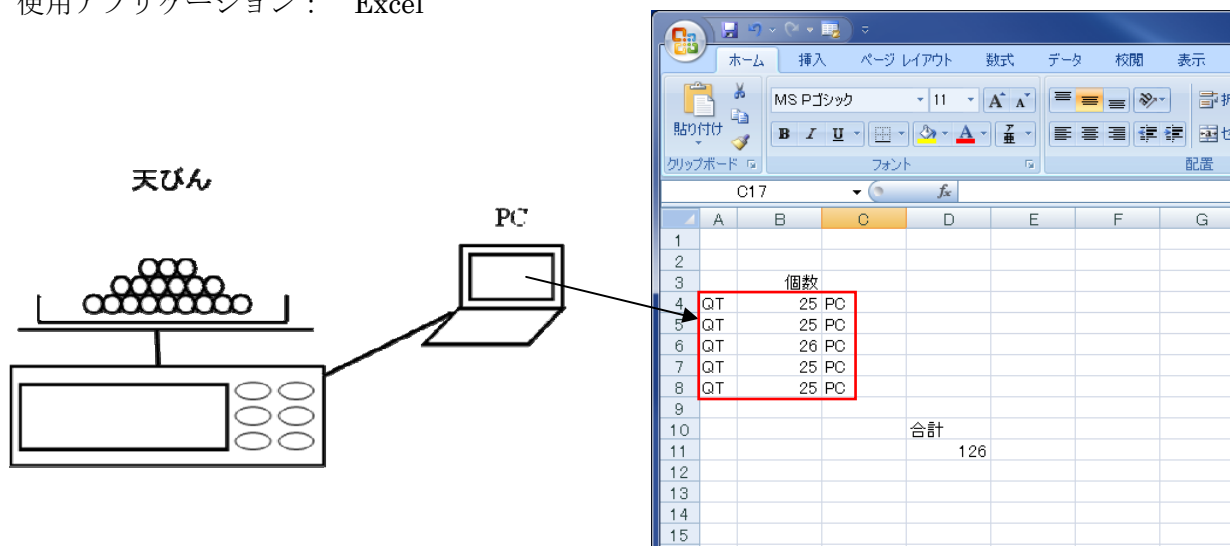 使用アプリケーション： Excel
天びん
PC
ホーム 挿入 ページ レイアウト 数式 データ 校閲 表示
貼り付け
MS Pゴシック 11 A A
B I U A ア亜
クリップボード フォント 配置
C17 fx
A B C D E F G
1
2
3 個数
4 QT 25 PC
5 QT 25 PC
6 QT 26 PC
7 QT 25 PC
8 QT 25 PC
9
10 合計
11 126
12
13
14
15